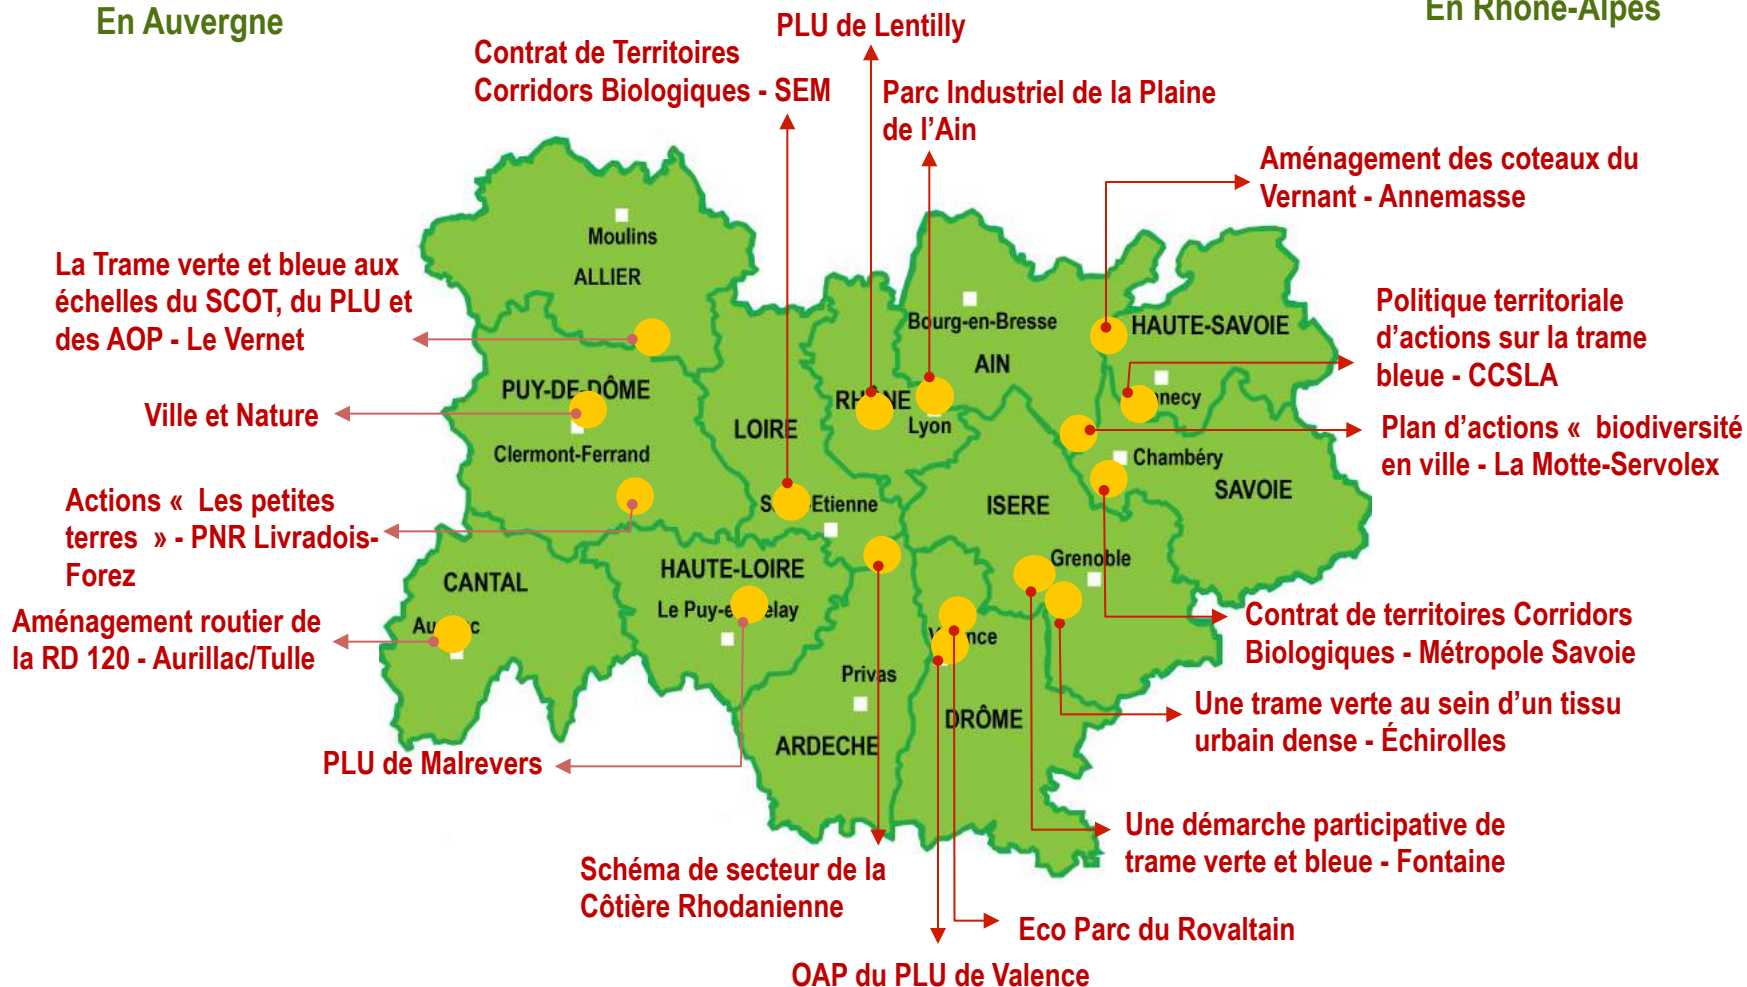 En Auvergne
En Rhône-Alpes
PLU de Lentilly
Contrat de Territoires
Corridors Biologiques - SEM
Parc Industriel de la Plaine
de l’Ain
Aménagement des coteaux du
Vernant - Annemasse
La Trame verte et bleue aux
échelles du SCOT, du PLU et
des AOP - Le Vernet
Politique territoriale
d’actions sur la trame
bleue - CCSLA
Ville et Nature
Plan d’actions « biodiversité
en ville - La Motte-Servolex
Actions « Les petites
terres » - PNR Livradois-
Forez
Aménagement routier de
la RD 120 - Aurillac/Tulle
Contrat de territoires Corridors
Biologiques - Métropole Savoie
Une trame verte au sein d’un tissu
urbain dense - Échirolles
PLU de Malrevers
Une démarche participative de
trame verte et bleue - Fontaine
Schéma de secteur de la
Côtière Rhodanienne
Eco Parc du Rovaltain
OAP du PLU de Valence
Moulins
ALLIER
Bourg-en-Bresse
HAUTE-SAVOIE
AIN
PUY-DE-DÔME
RHÔNE
LOIRE
Lyon
Clermont-Ferrand
Chambéry
SAVOIE
ISERE
Grenoble
HAUTE-LOIRE
CANTAL
Privas
DRÔME
ARDECHE